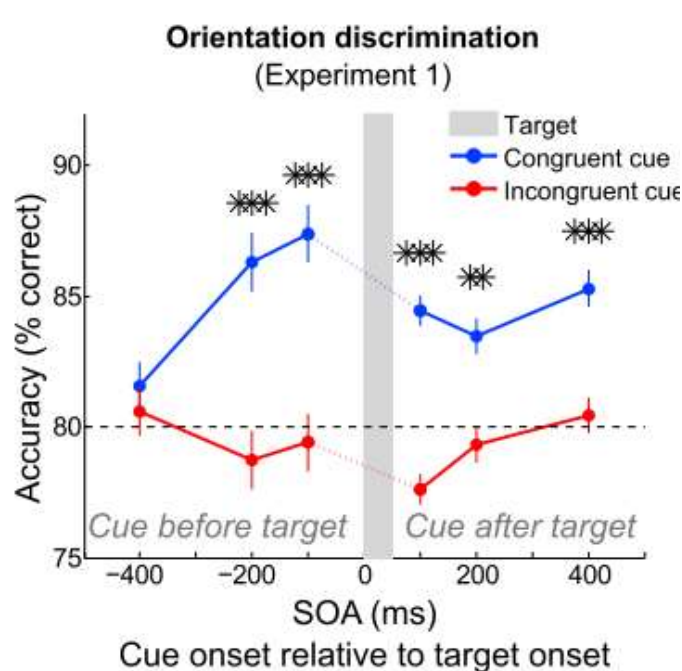 Orientation discrimination
(Experiment 1)
Target
Congruent cue
Incongruent cue
90
85
80
75
Accuracy (% correct)
***
***
***
**
***
Cue before target
Cue after target
−400
−200
0
200
400
SOA (ms)
Cue onset relative to target onset